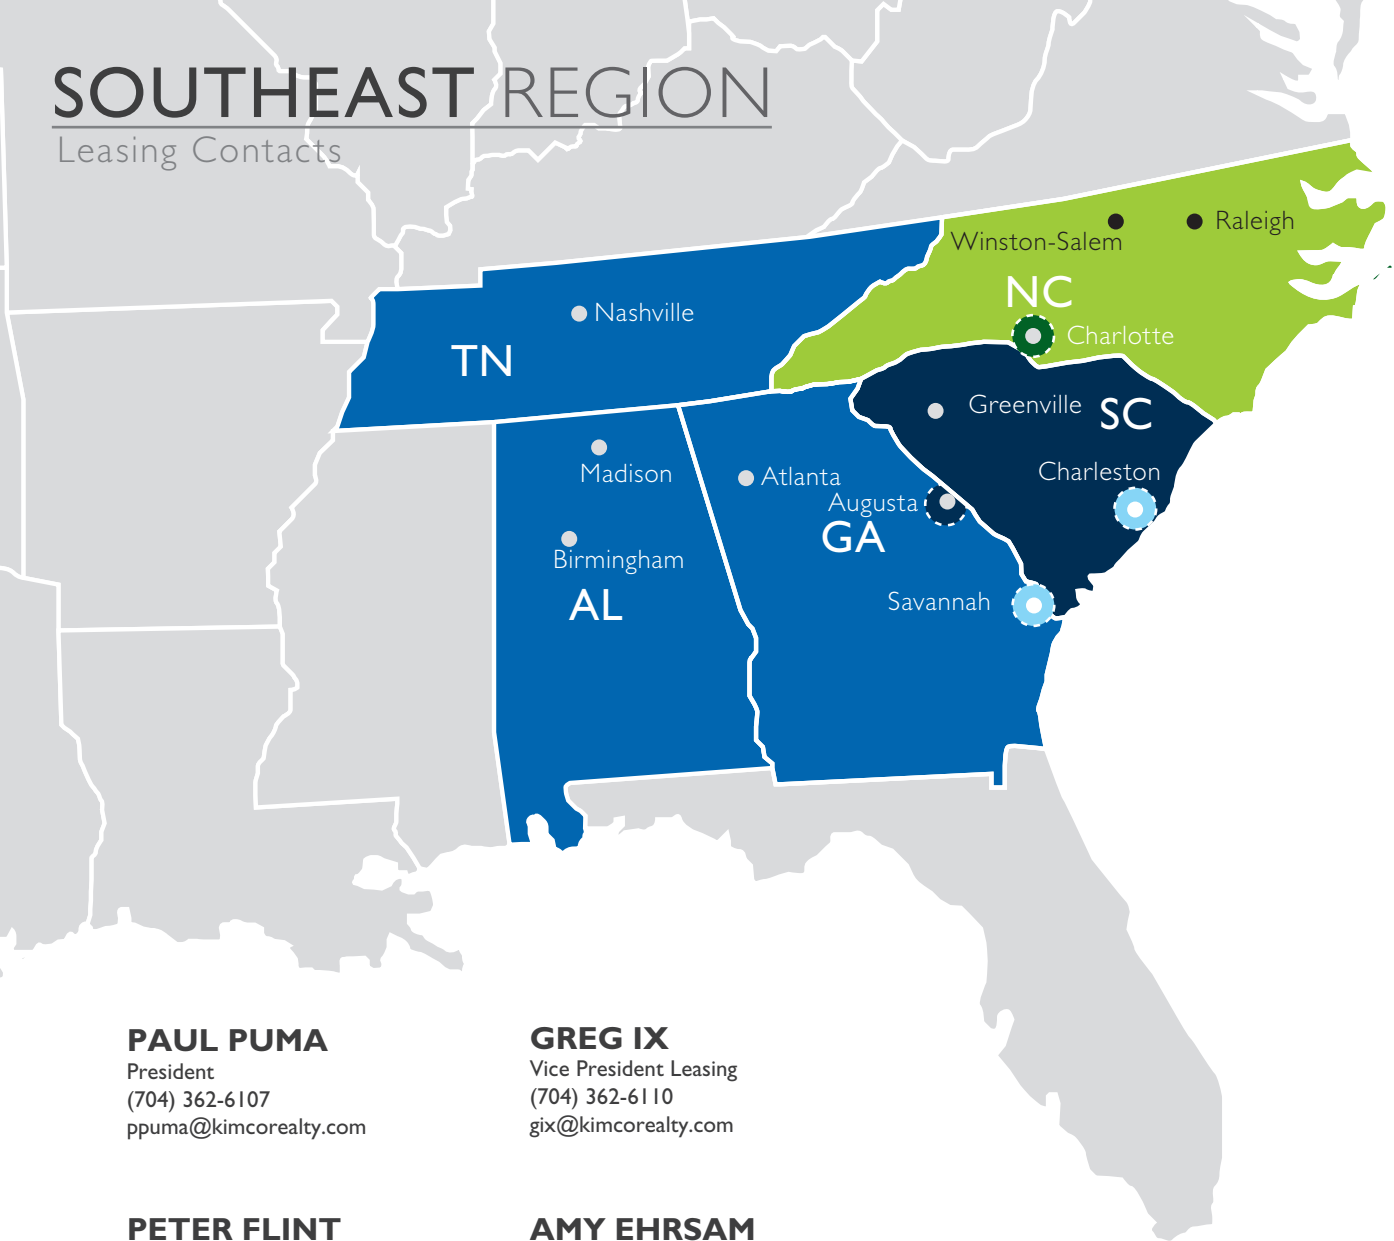 SOUTHEAST REGION
Leasing Contacts
Winston-Salem
Raleigh
NC
Nashville
Charlotte
TN
Greenville
SC
Madison
Atlanta
Charleston
Augusta
GA
Birmingham
AL
Savannah
PAUL PUMA
President
(704) 362-6107
ppuma@kimcorealty.com
GREG IX
Vice President Leasing
(704) 362-6110
gix@kimcorealty.com
PETER FLINT
AMY EHRSAM